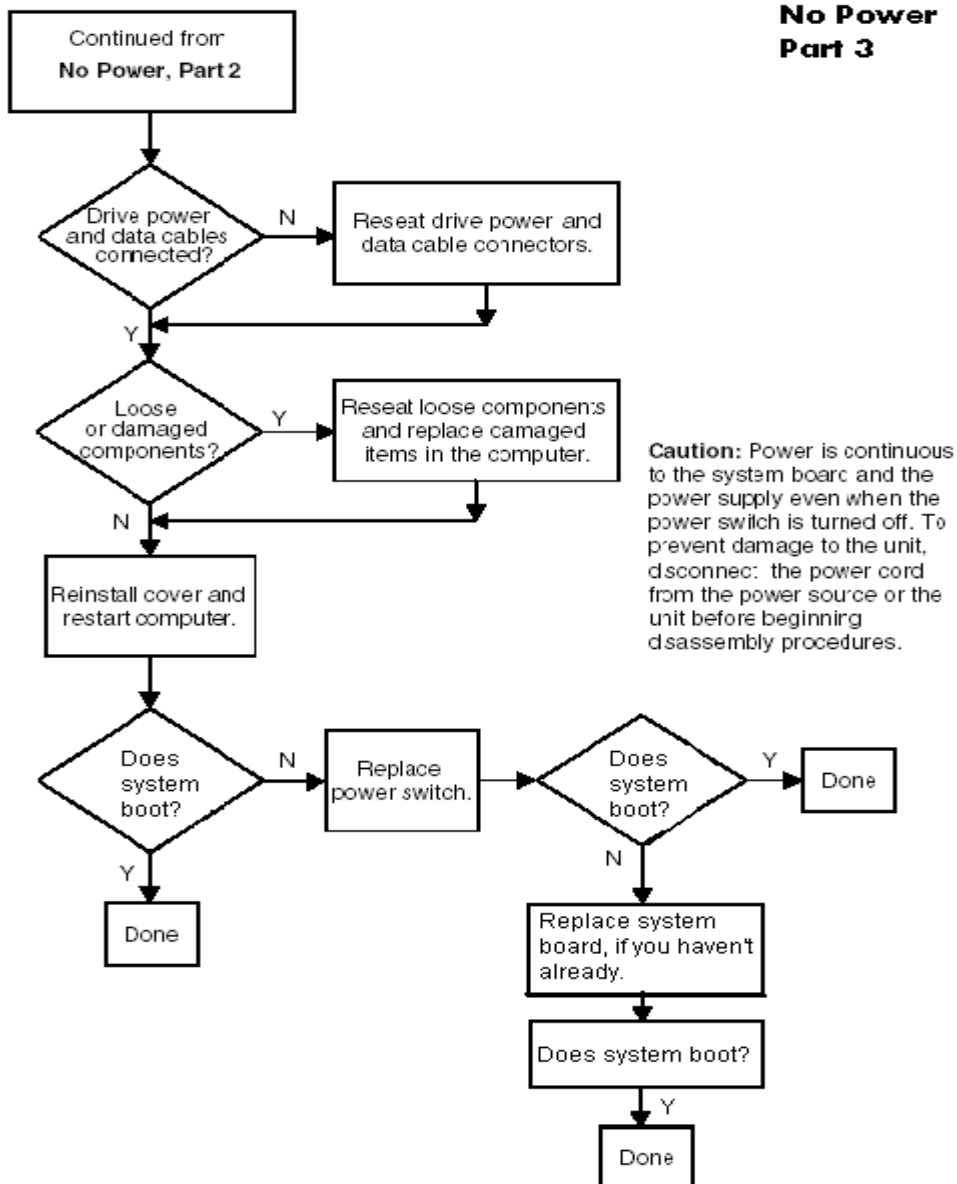 No Power
Part 3
Continued from
No Power, Part 2
Drive power
and data cables
connected?
N
Reseat drive power and
data cable connectors.
Y
Loose
or damaged
components?
Y
Reseat loose components
and replace camaged
items in the computer.
N
Caution: Power is continuous
to the system board and the
power supply even when the
power switch is turned off. To
prevent damage to the unit,
disconnect the power cord
from the power source or the
unit before beginning
disassembly procedures.
Reinstall cover and
restart computer.
Does
system
boot?
N
Replace
power switch.
Does
system
boot?
Y
Done
Y
Done
N
Replace system
board, if you haven't
already.
Does system boot?
Y
Done